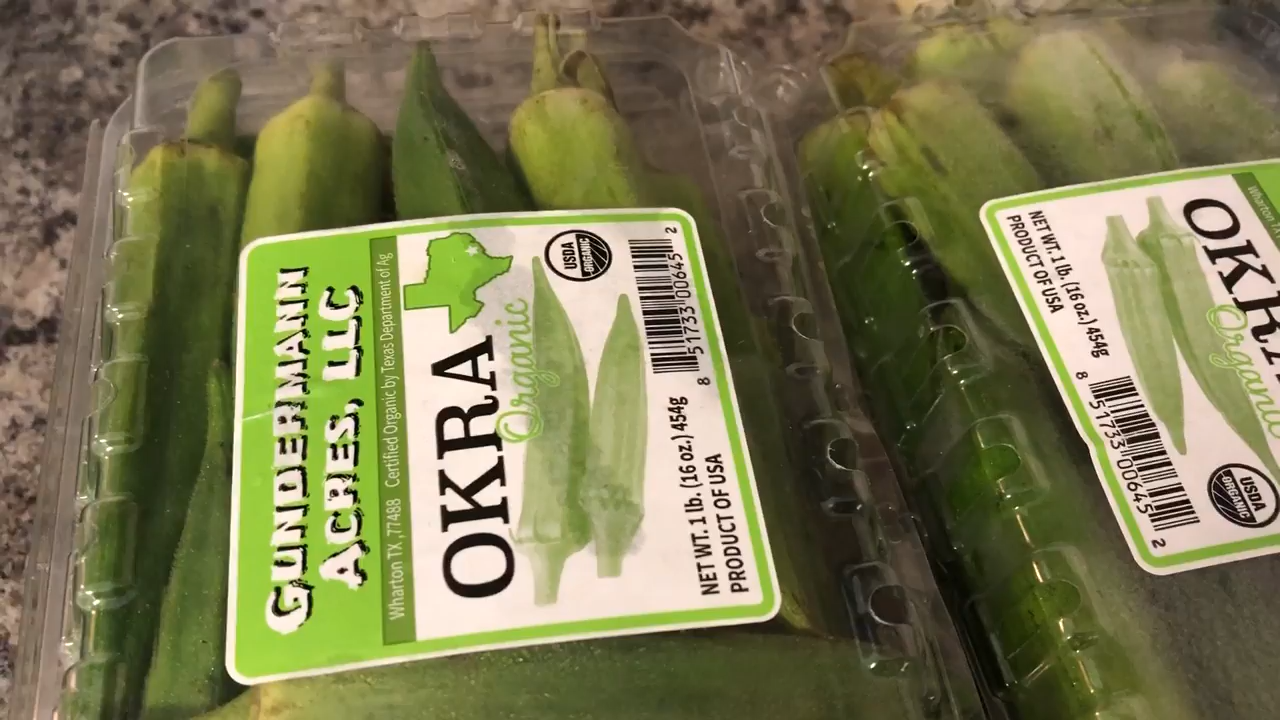 GUNDERMANN
ACRES, LLC
Wharton TX ,77488 Certified Organic by Texas Department of Ag
OKRA
Organic
USDA
ORGANIC
8 51733 00645 2
NET WT. 1 lb. (16 oz.) 454g
PRODUCT OF USA
Wharton TX
OKRA
Organic
USDA
ORGANIC
8 51733 00645 2
NET WT. 1 lb. (16 oz.) 454g
PRODUCT OF USA